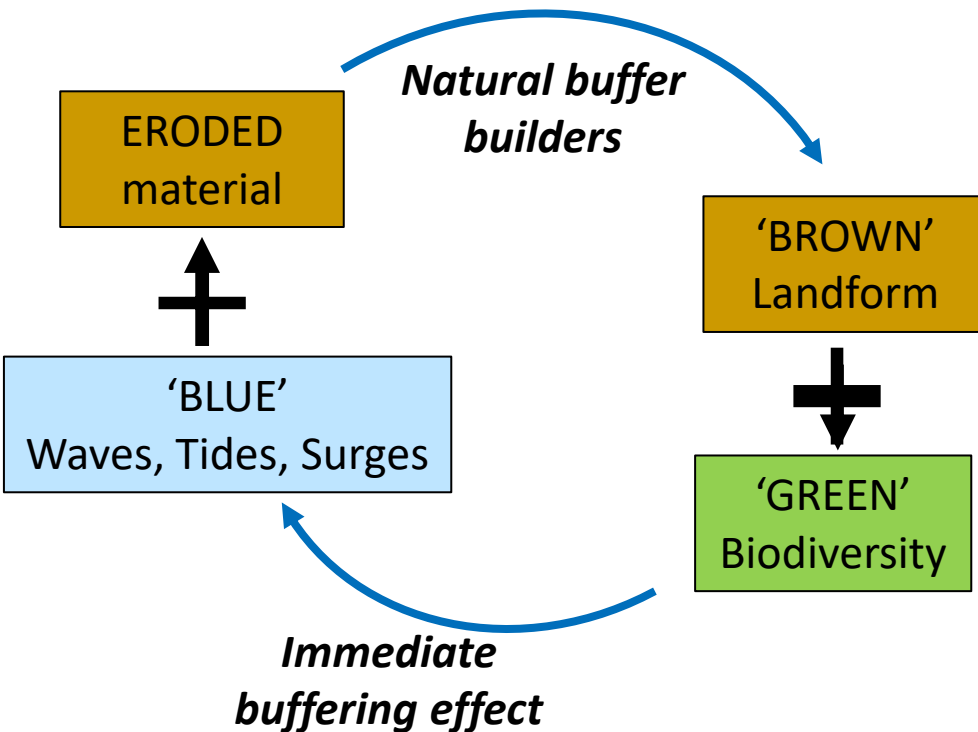 Natural buffer
builders
ERODED
material
‘BROWN’
Landform
‘BLUE’
Waves, Tides, Surges
‘GREEN’
Biodiversity
Immediate
buffering effect